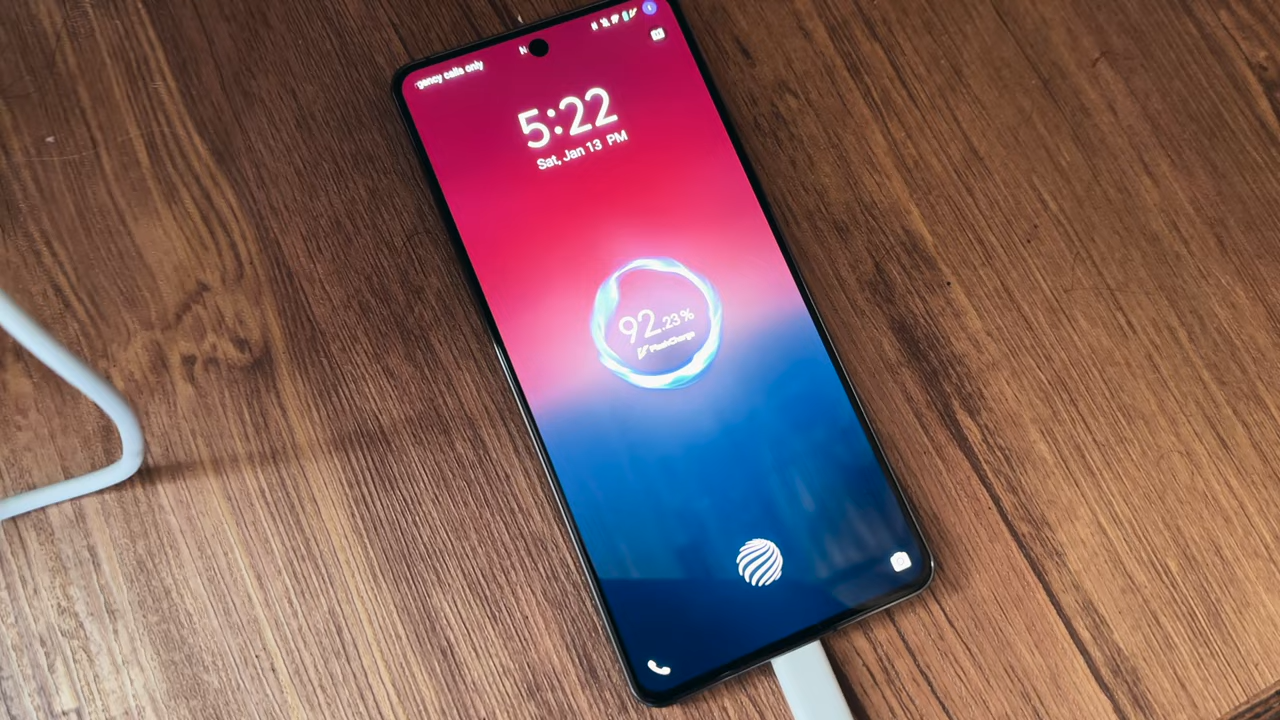 gency calls only
N
5:22
Sat, Jan 13 PM
92.23%
FlashCharge